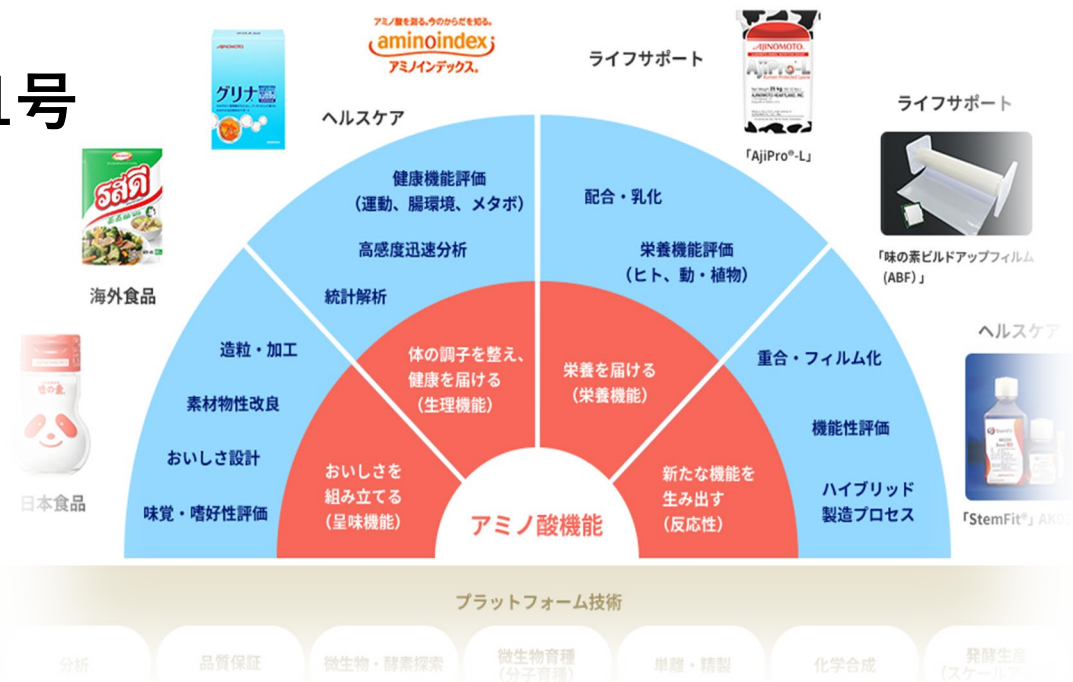 号
アミノ酸を測る。今のからだを知る。
aminoindex
アミノインデックス。
グリナ
ヘルスケア
ライフサポート
AJINOMOTO.
AjiPro-L
「AjiPro®-L」
ライフサポート
「味の素ビルドアップフィルム
(ABF)」
รสดี
海外食品
味の素
日本食品
ヘルスケア
StemFit
「StemFit®」AK0
健康機能評価
(運動、腸環境、メタボ)
高感度迅速分析
統計解析
配合・乳化
栄養機能評価
(ヒト、動・植物)
造粒・加工
素材物性改良
おいしさ設計
味覚・嗜好性評価
重合・フィルム化
機能性評価
ハイブリッド
製造プロセス
体の調子を整え、
健康を届ける
(生理機能)
栄養を届ける
(栄養機能)
おいしさを
組み立てる
(呈味機能)
新たな機能を
生み出す
(反応性)
アミノ酸機能
プラットフォーム技術
分析
品質保証
微生物・酵素探索
微生物育種
(分子育種)
単離・精製
化学合成
発酵生産
(スケール